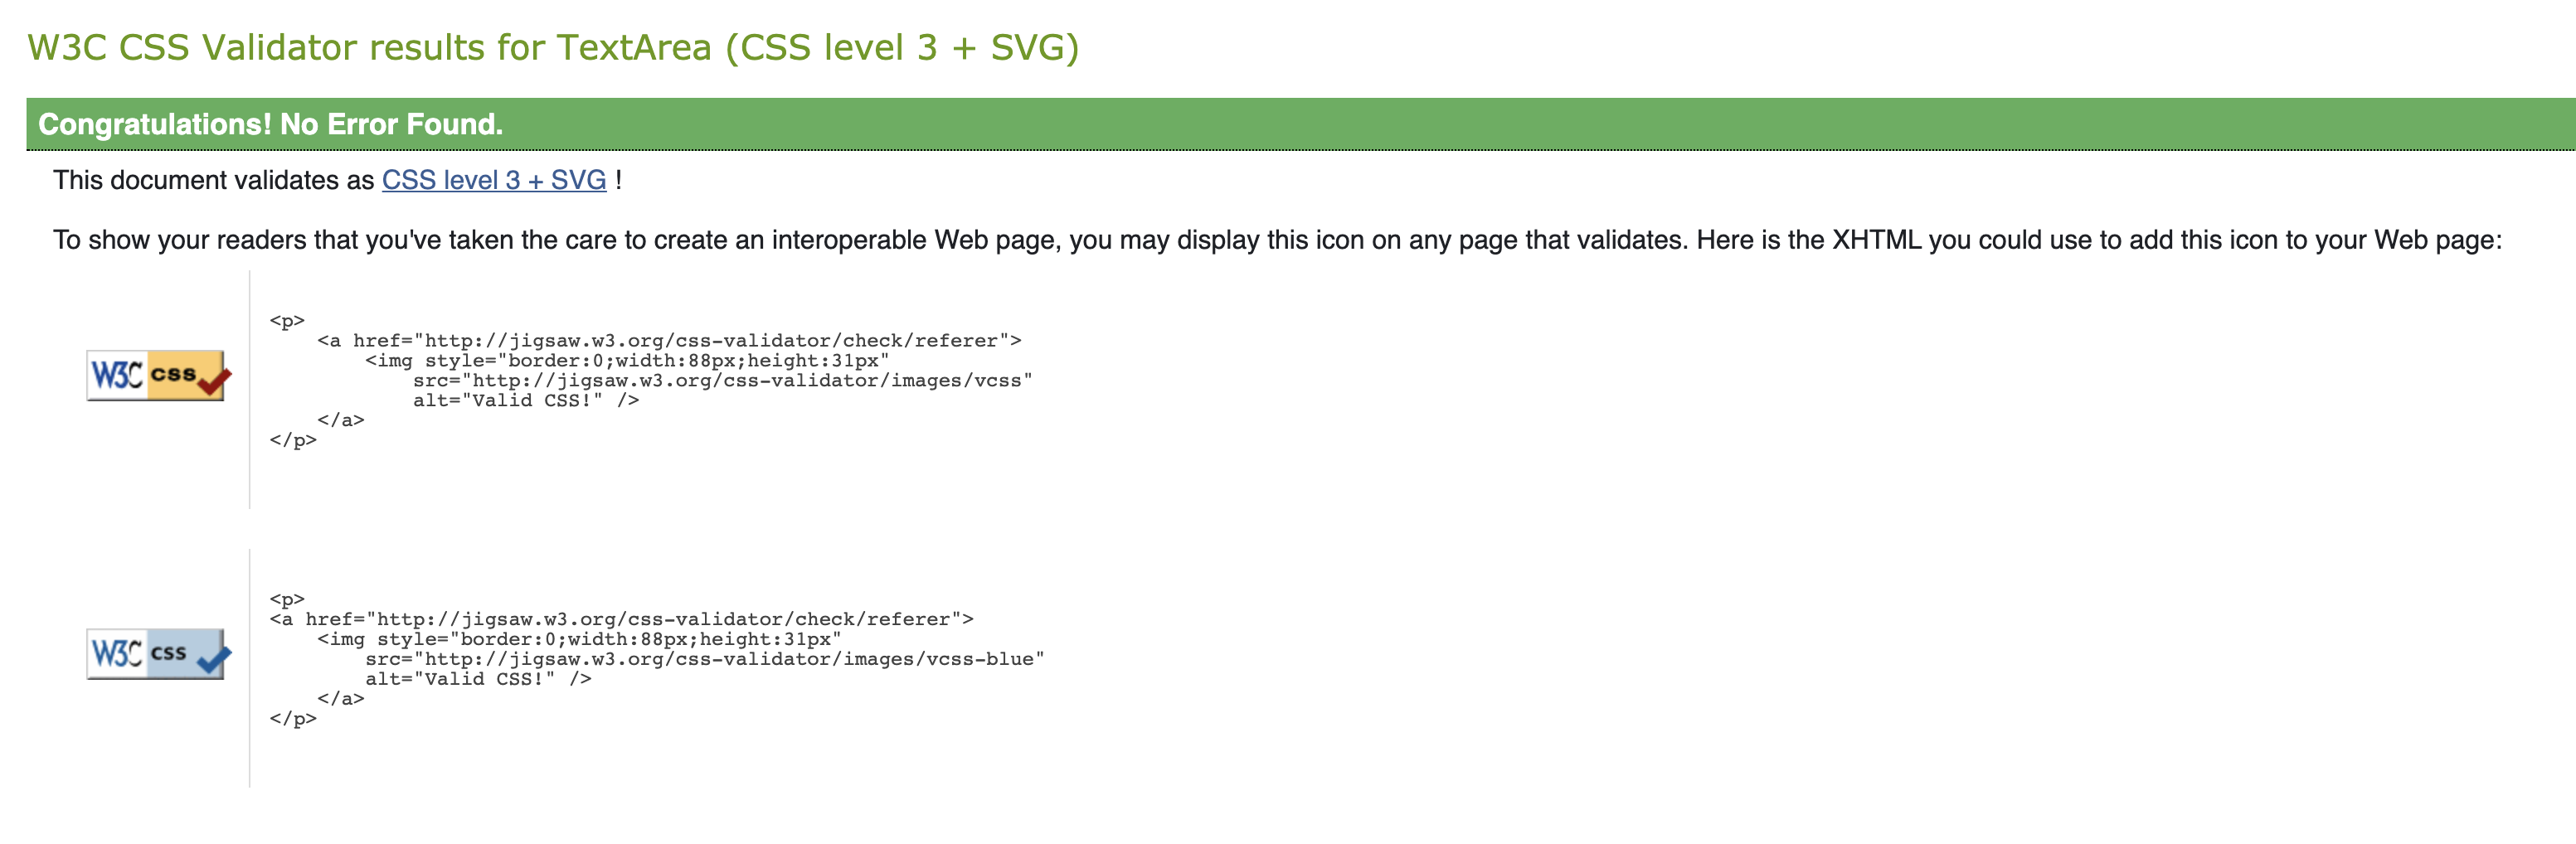 W3C CSS Validator results for TextArea (CSS level 3 + SVG)
Congratulations! No Error Found.
This document validates as CSS level 3 + SVG !
To show your readers that you've taken the care to create an interoperable Web page, you may display this icon on any page that validates. Here is the XHTML you could use to add this icon to your Web page:
W3C css
<p>
    <a href="http://jigsaw.w3.org/css-validator/check/referer">
        <img style="border:0;width:88px;height:31px"
            src="http://jigsaw.w3.org/css-validator/images/vcss"
            alt="Valid CSS!" />
    </a>
</p>
W3C css
<p>
<a href="http://jigsaw.w3.org/css-validator/check/referer">
    <img style="border:0;width:88px;height:31px"
        src="http://jigsaw.w3.org/css-validator/images/vcss-blue"
        alt="Valid CSS!" />
    </a>
</p>